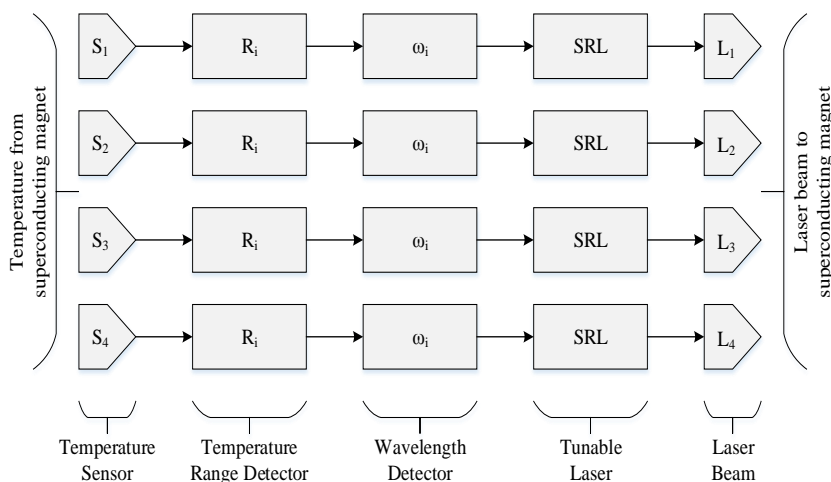 Temperature from
superconducting magnet
S₁ Rᵢ ωᵢ SRL L₁
S₂ Rᵢ ωᵢ SRL L₂
S₃ Rᵢ ωᵢ SRL L₃
S₄ Rᵢ ωᵢ SRL L₄
Laser beam to
superconducting magnet
Temperature
Sensor
Temperature
Range Detector
Wavelength
Detector
Tunable
Laser
Laser
Beam